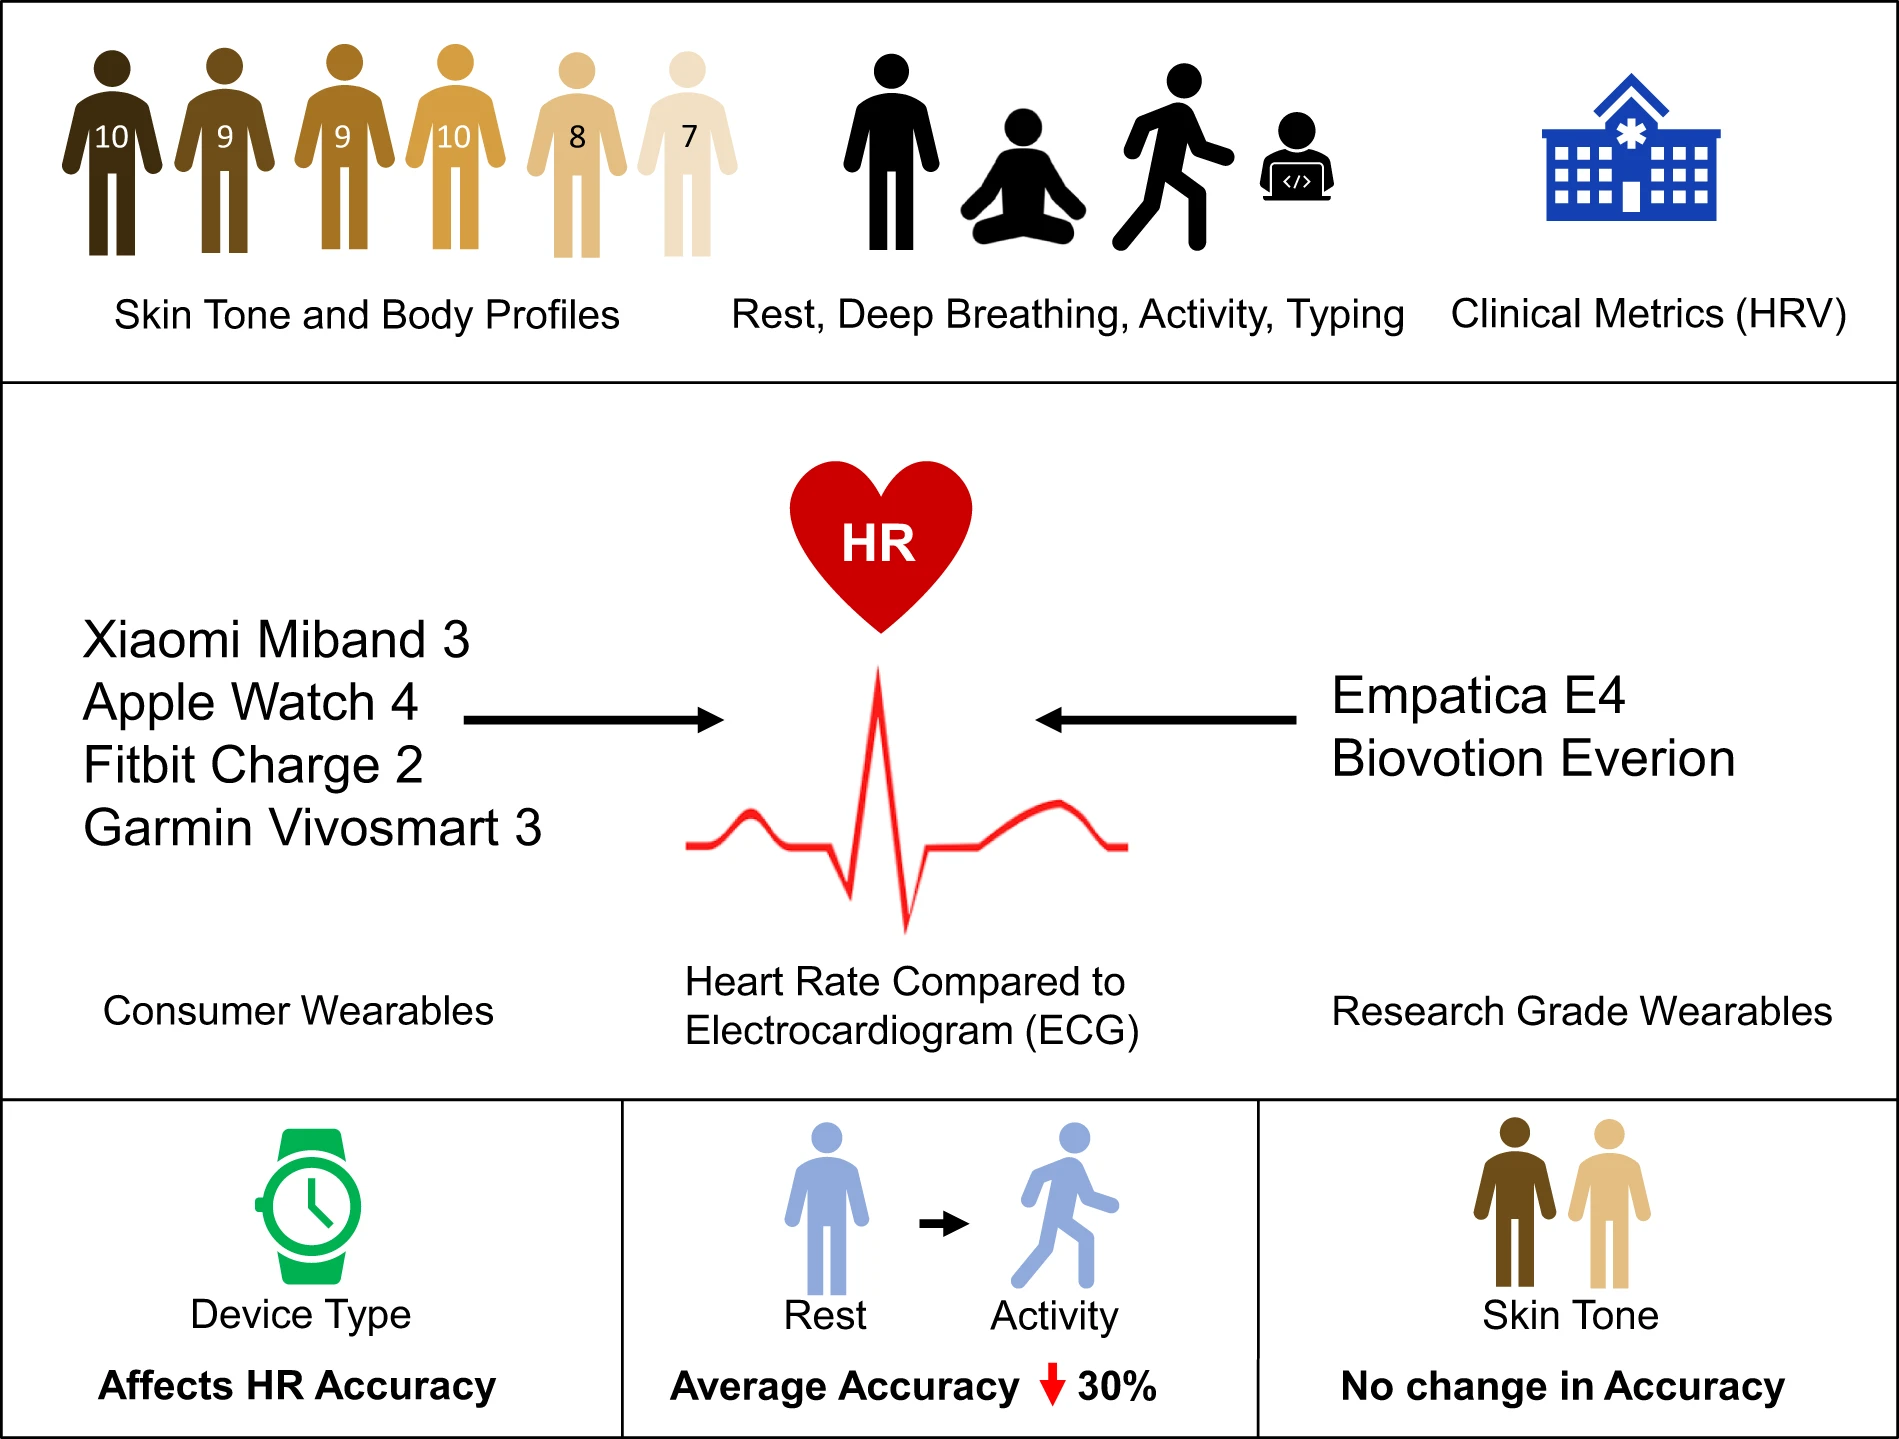 10 9 9 10 8 7
Skin Tone and Body Profiles
</>
Rest, Deep Breathing, Activity, Typing
Clinical Metrics (HRV)
HR
Xiaomi Miband 3
Apple Watch 4
Fitbit Charge 2
Garmin Vivosmart 3
Consumer Wearables
Heart Rate Compared to
Electrocardiogram (ECG)
Empatica E4
Biovotion Everion
Research Grade Wearables
Device Type
Affects HR Accuracy
Rest
Activity
Average Accuracy 30%
Skin Tone
No change in Accuracy